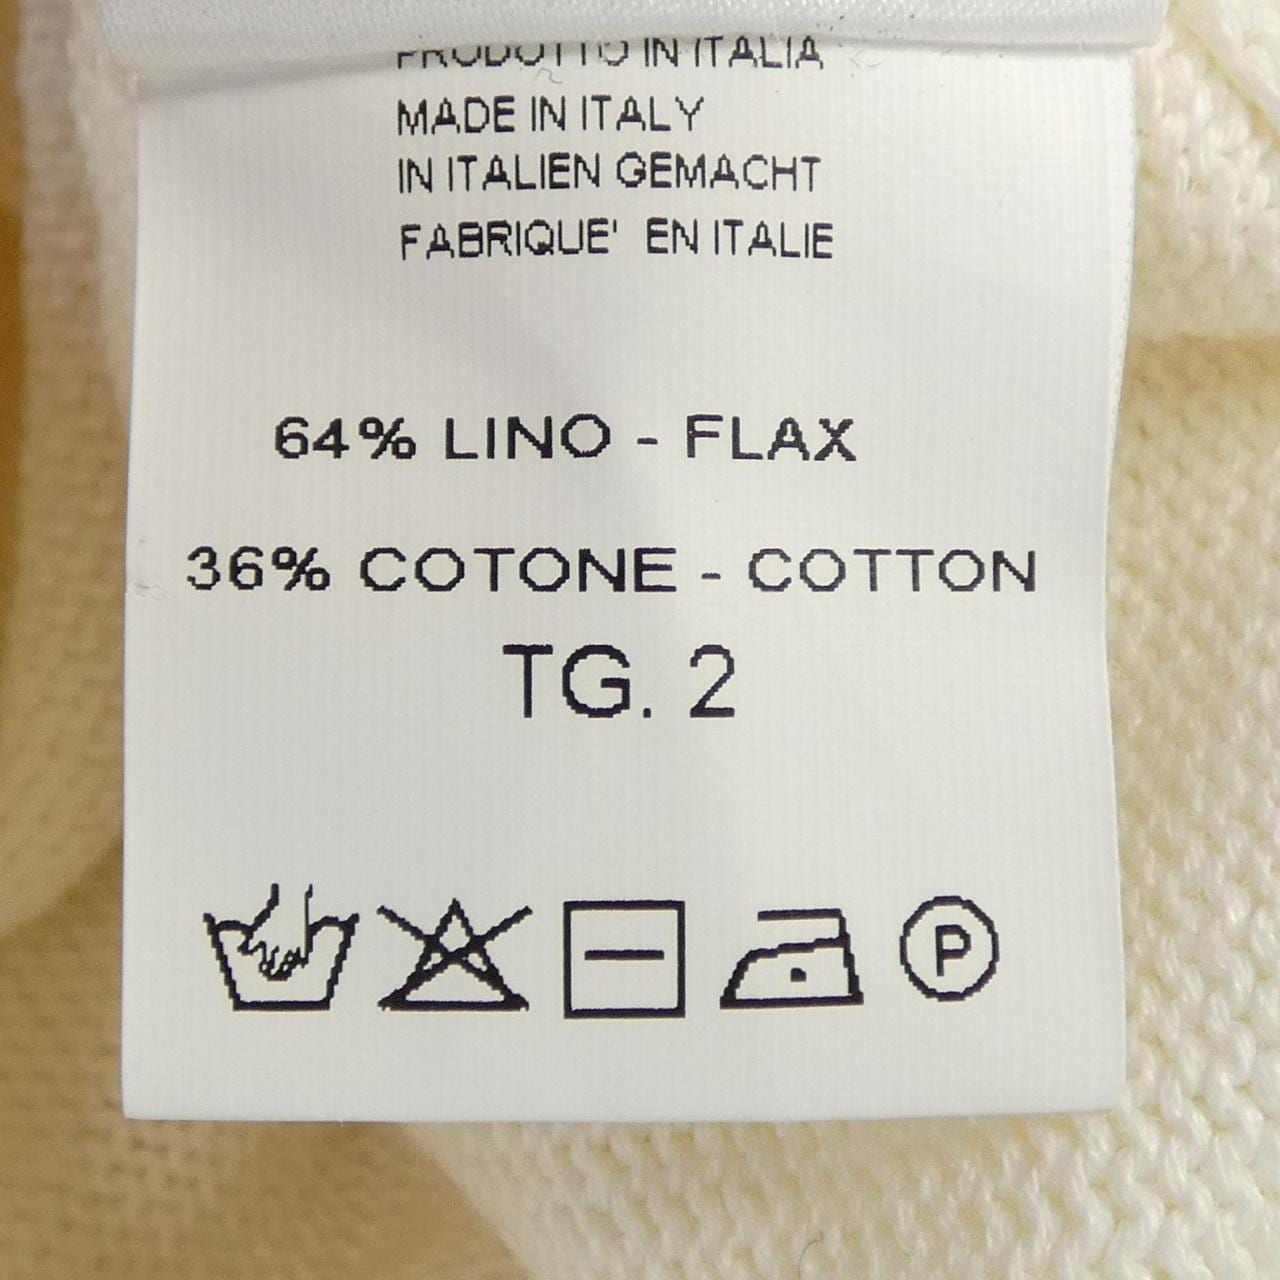 PRODOTTO IN ITALIA
MADE IN ITALY
IN ITALIEN GEMACHT
FABRIQUE' EN ITALIE
64% LINO - FLAX
36% COTONE - COTTON
TG. 2
P